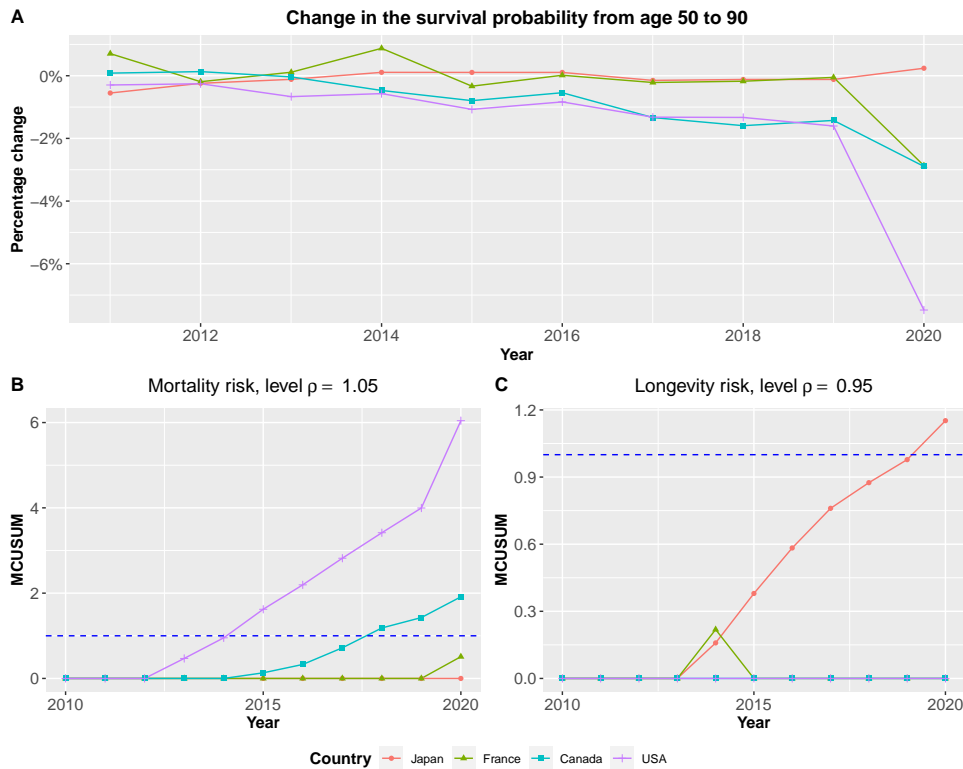 A
Change in the survival probability from age 50 to 90
Percentage change
0%
−2%
−4%
−6%
2012 2014 2016 2018 2020
Year
B
Mortality risk, level ρ = 1.05
MCUSUM
6
4
2
0
2010 2015 2020
Year
C
Longevity risk, level ρ = 0.95
MCUSUM
1.2
0.9
0.6
0.3
0.0
2010 2015 2020
Year
Country Japan France Canada USA